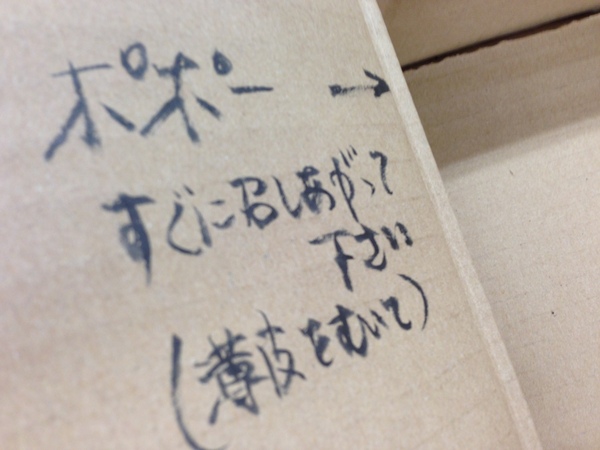 ポポー →
すぐに召しあがって
下さい
(薄皮をむいて)